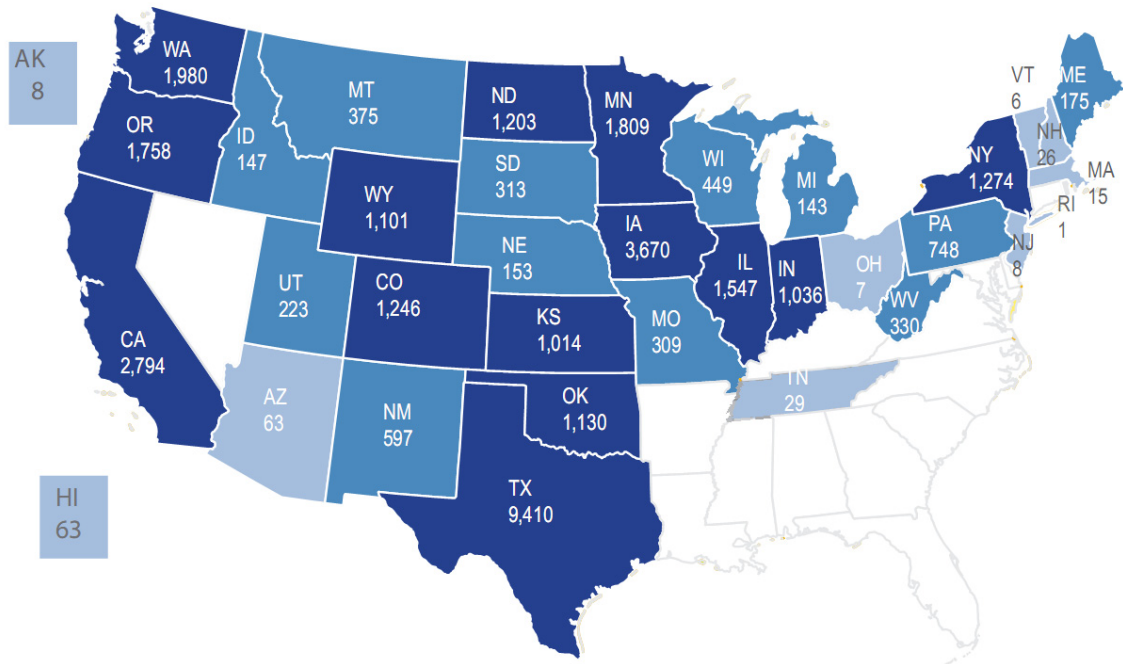 WA
1,980
AK
8
OR
1,758
ID
147
MT
375
ND
1,203
MN
1,809
VT
6
ME
175
NH
26
NY
1,274
MA
15
RI
1
WY
1,101
SD
313
WI
449
MI
143
NE
153
IA
3,670
PA
748
NJ
8
CA
2,794
UT
223
CO
1,246
KS
1,014
MO
309
IL
1,547
IN
1,036
OH
7
WV
330
AZ
63
NM
597
OK
1,130
TN
29
TX
9,410
HI
63